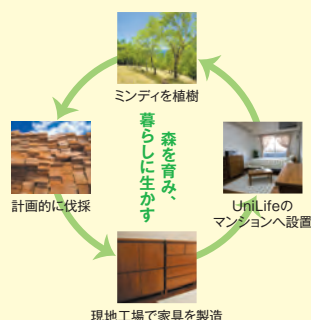 ミンディを植樹
森を育み、
暮らしに生かす
計画的に伐採
UniLifeの
マンションへ設置
現地工場で家具を製造